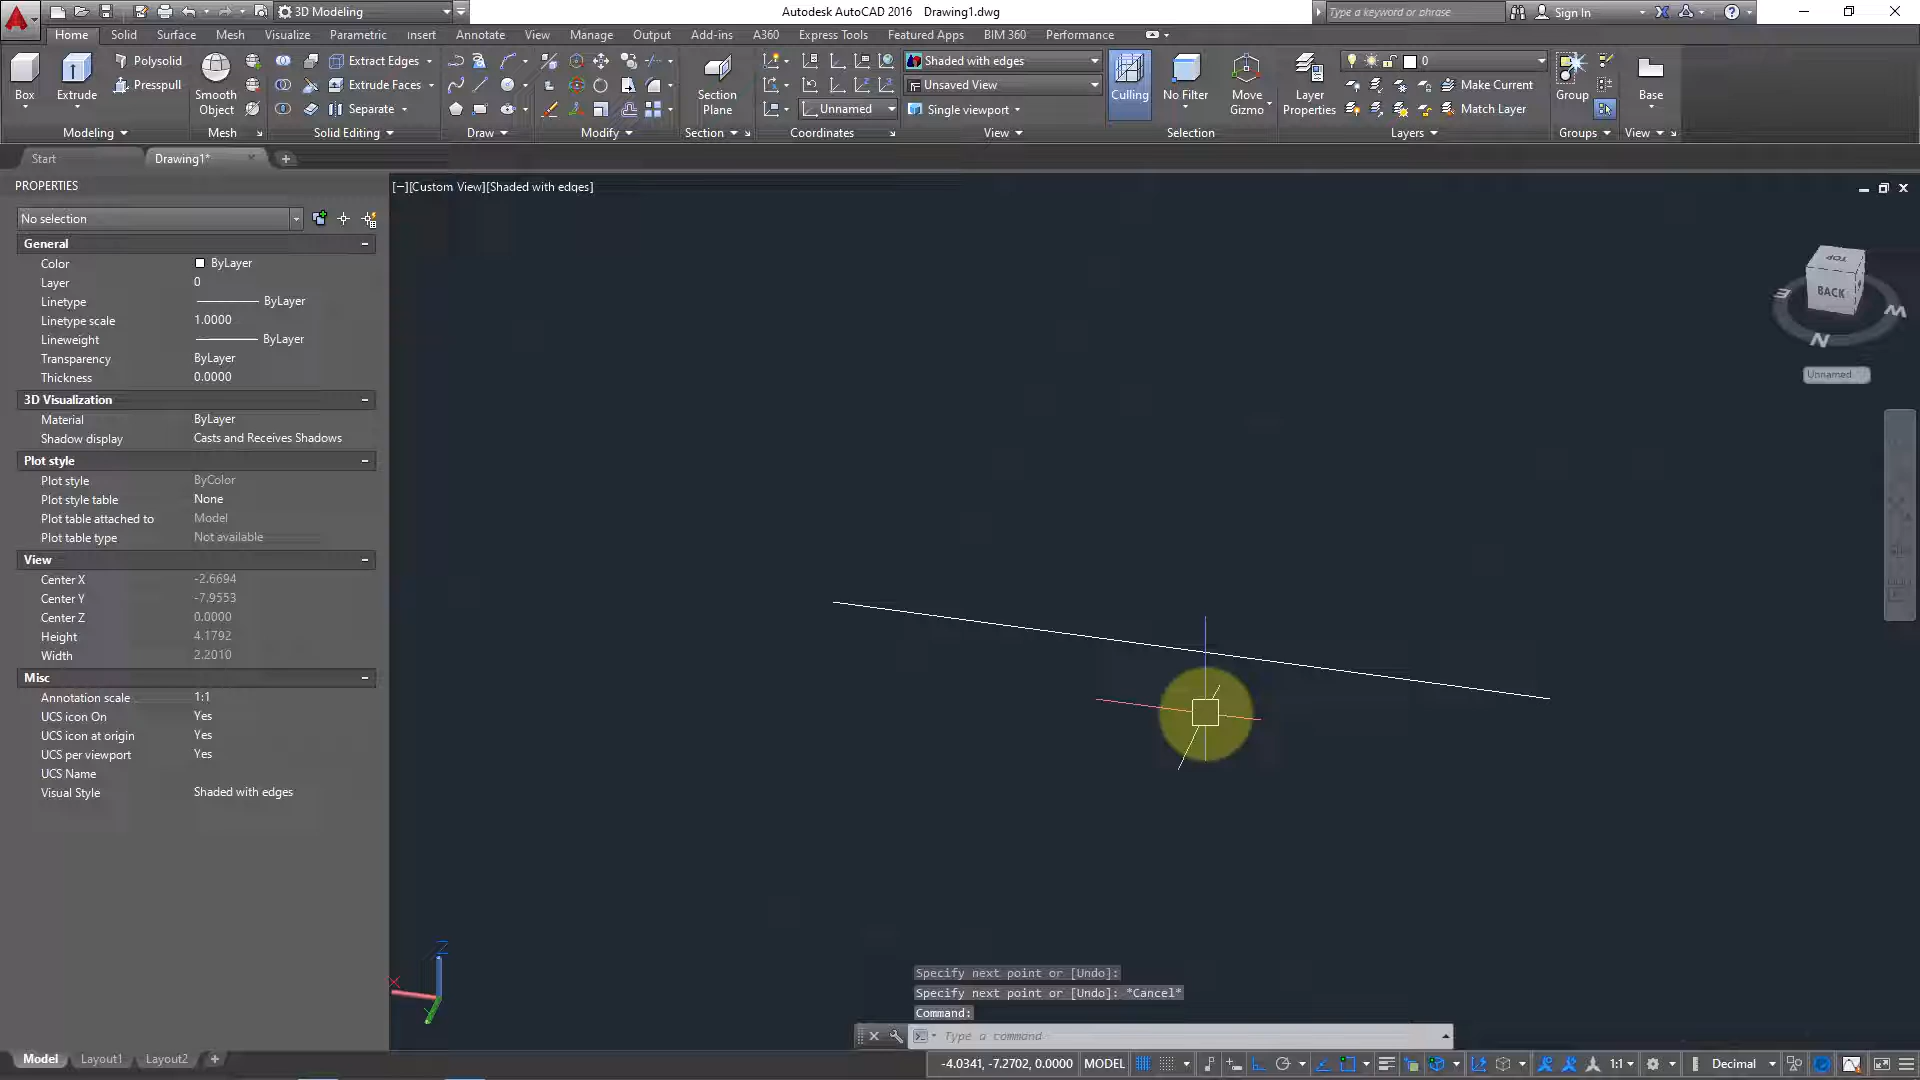 3D Modeling
Autodesk AutoCAD 2016 Drawing1.dwg
Type a keyword or phrase
Sign In
Home Solid Surface Mesh Visualize Parametric Insert Annotate View Manage Output Add-ins A360 Express Tools Featured Apps BIM 360 Performance
Box
Extrude
Polysolid
Presspull
Smooth
Object
Extract Edges
Extrude Faces
Separate
Section
Plane
Unnamed
Shaded with edges
Unsaved View
Single viewport
Culling
No Filter
Move
Gizmo
Layer
Properties
0
Make Current
Match Layer
Group
Base
Modeling Mesh Solid Editing Draw Modify Section Coordinates View Selection Layers Groups View
Start Drawing1*
PROPERTIES
[−][Custom View][Shaded with edges]
No selection
General
Color ByLayer
Layer 0
Linetype ByLayer
Linetype scale 1.0000
Lineweight ByLayer
Transparency ByLayer
Thickness 0.0000
3D Visualization
Material ByLayer
Shadow display Casts and Receives Shadows
Plot style
Plot style ByColor
Plot style table None
Plot table attached to Model
Plot table type Not available
View
Center X -2.6694
Center Y -7.9553
Center Z 0.0000
Height 4.1792
Width 2.2010
Misc
Annotation scale 1:1
UCS icon On Yes
UCS icon at origin Yes
UCS per viewport Yes
UCS Name
Visual Style Shaded with edges
TOP
BACK
E
W
N
Unnamed
Z
X
Specify next point or [Undo]:
Specify next point or [Undo]: *Cancel*
Command:
Type a command
Model Layout1 Layout2
-4.0341, -7.2702, 0.0000 MODEL 1:1 Decimal